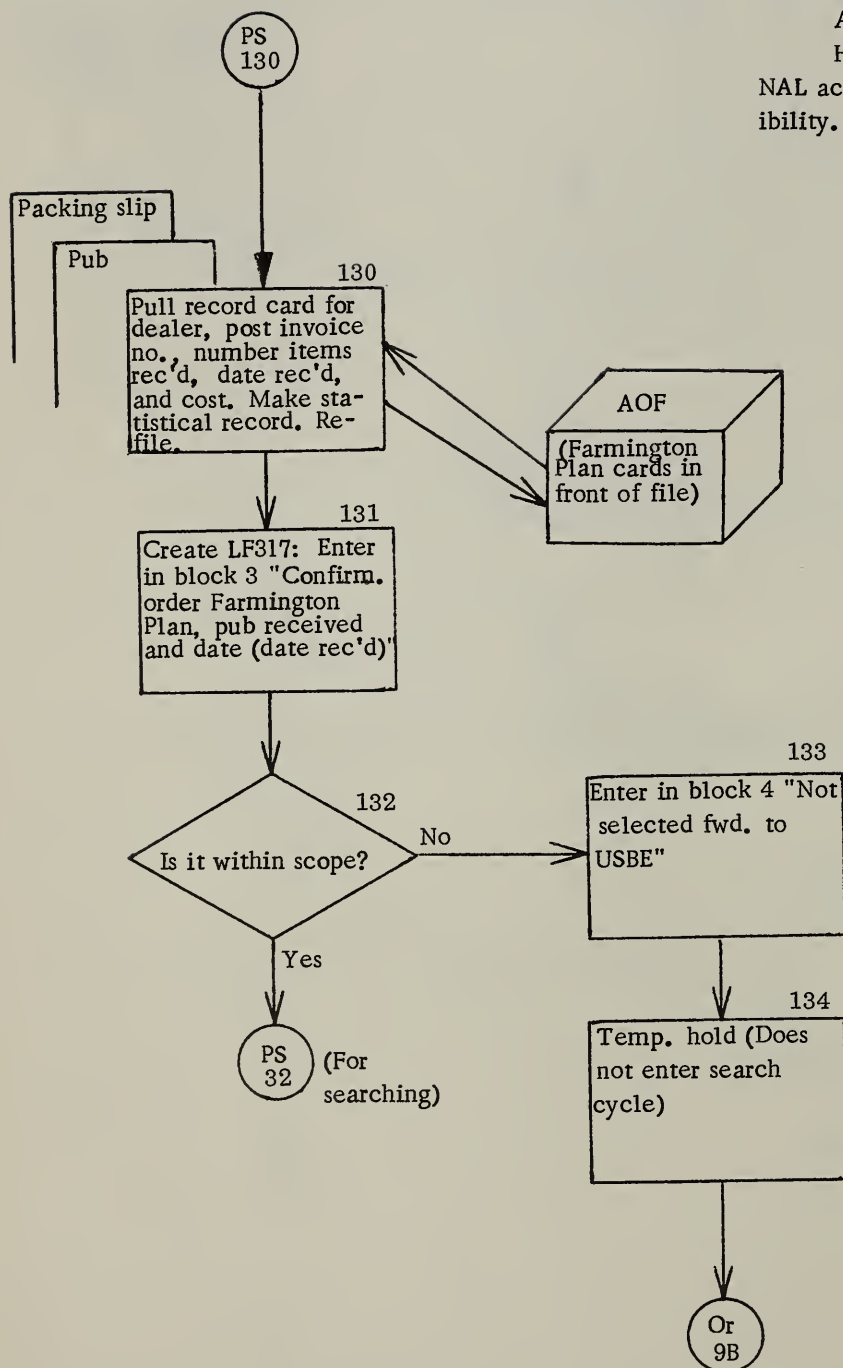 PS
130
A
H
NAL ac
ibility.
Packing slip
Pub
130
Pull record card for
dealer, post invoice
no., number items
rec'd, date rec'd,
and cost. Make sta-
tistical record. Re-
file.
AOF
(Farmington
Plan cards in
front of file)
131
Create LF317: Enter
in block 3 "Confirm.
order Farmington
Plan, pub received
and date (date rec'd)"
132
Is it within scope?
No
Yes
133
Enter in block 4 "Not
selected fwd. to
USBE"
134
Temp. hold (Does
not enter search
cycle)
PS
32
(For
searching)
Or
9B